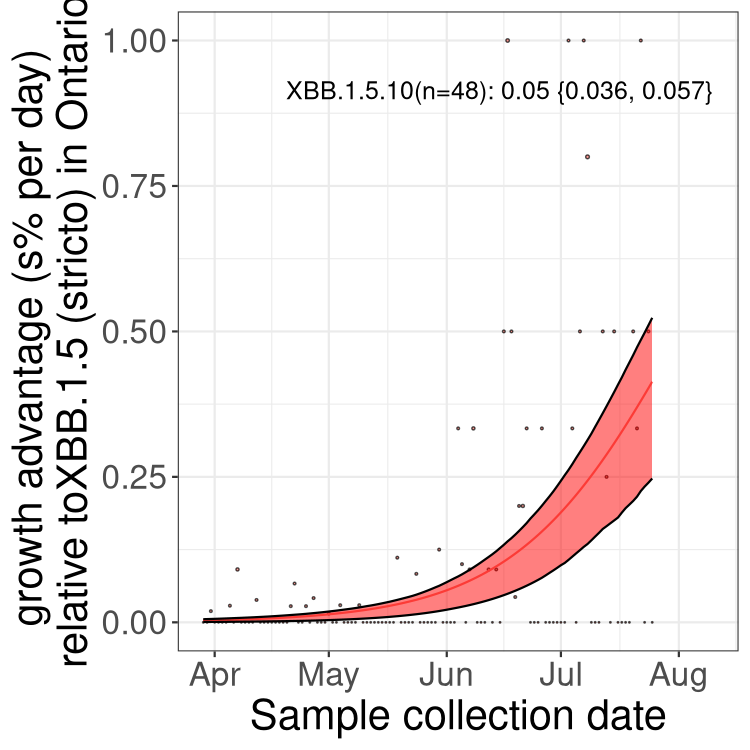 growth advantage (s% per day)
relative toXBB.1.5 (stricto) in Ontario
1.00
0.75
0.50
0.25
0.00
XBB.1.5.10(n=48): 0.05 {0.036, 0.057}
Apr May Jun Jul Aug
Sample collection date